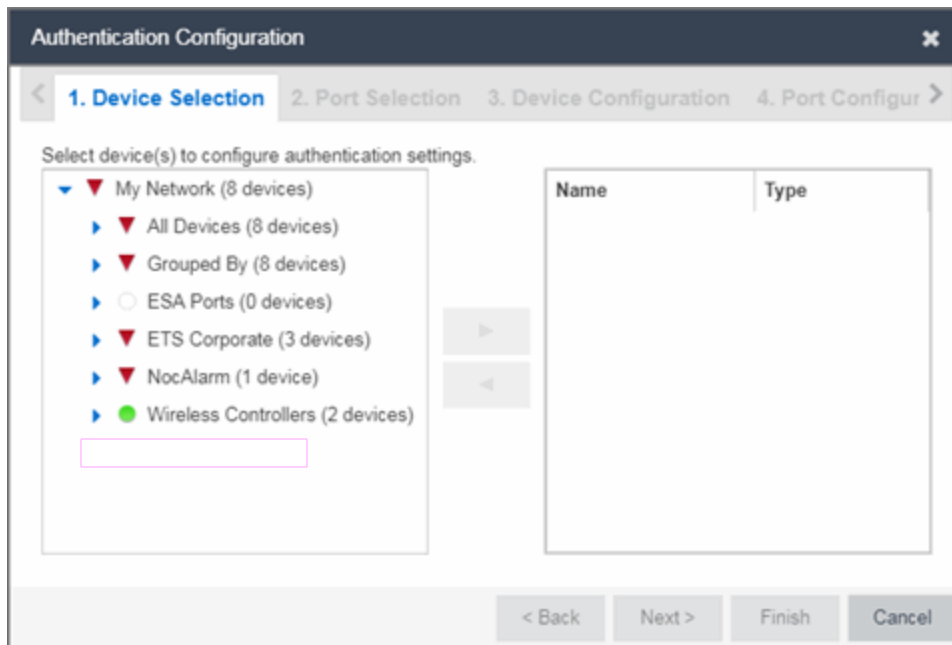 Authentication Configuration
1. Device Selection 2. Port Selection 3. Device Configuration 4. Port Configur
Select device(s) to configure authentication settings.
My Network (8 devices)
All Devices (8 devices)
Grouped By (8 devices)
ESA Ports (0 devices)
ETS Corporate (3 devices)
NocAlarm (1 device)
Wireless Controllers (2 devices)
Name Type
< Back Next > Finish Cancel